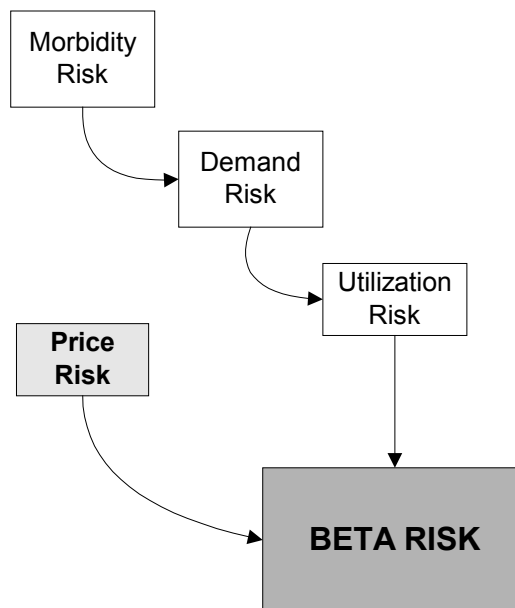 Morbidity
Risk
Demand
Risk
Utilization
Risk
Price
Risk
BETA RISK